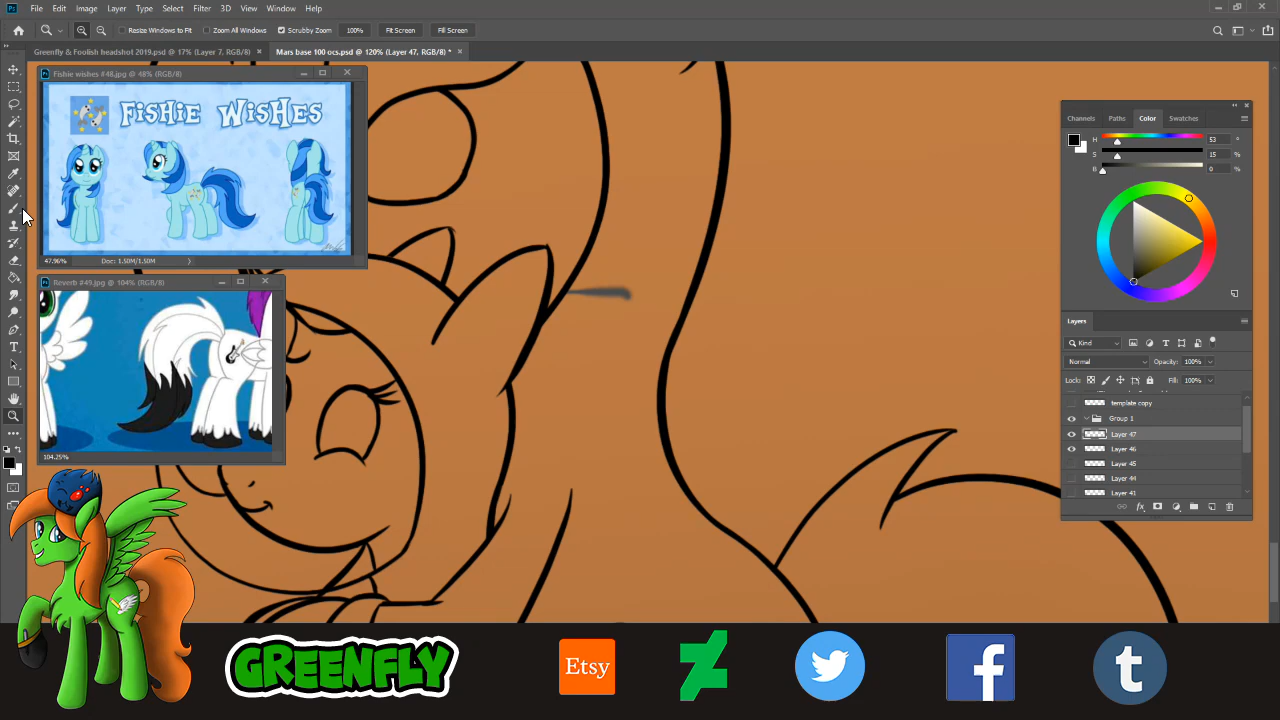 Ps File Edit Image Layer Type Select Filter 3D View Window Help
Resize Windows to Fit Zoom All Windows Scrubby Zoom 100% Fit Screen Fill Screen
Greenfly & Foolish headshot 2019.psd @ 17% (Layer 7, RGB/8) × Mars base 100 ocs.psd @ 120% (Layer 47, RGB/8) * ×
Fishie wishes #48.jpg @ 48% (RGB/8)
FiSHiE WiSHES
47.96% Doc: 1.50M/1.50M
Reverb #49.jpg @ 104% (RGB/8)
104.25%
Channels Paths Color Swatches
H 53 °
S 15 %
B 0 %
Layers
Kind
Normal Opacity: 100%
Lock: Fill: 100%
template copy
Group 1
Layer 47
Layer 46
Layer 45
Layer 44
Layer 41
fx
GREENFLY
Etsy
f
t